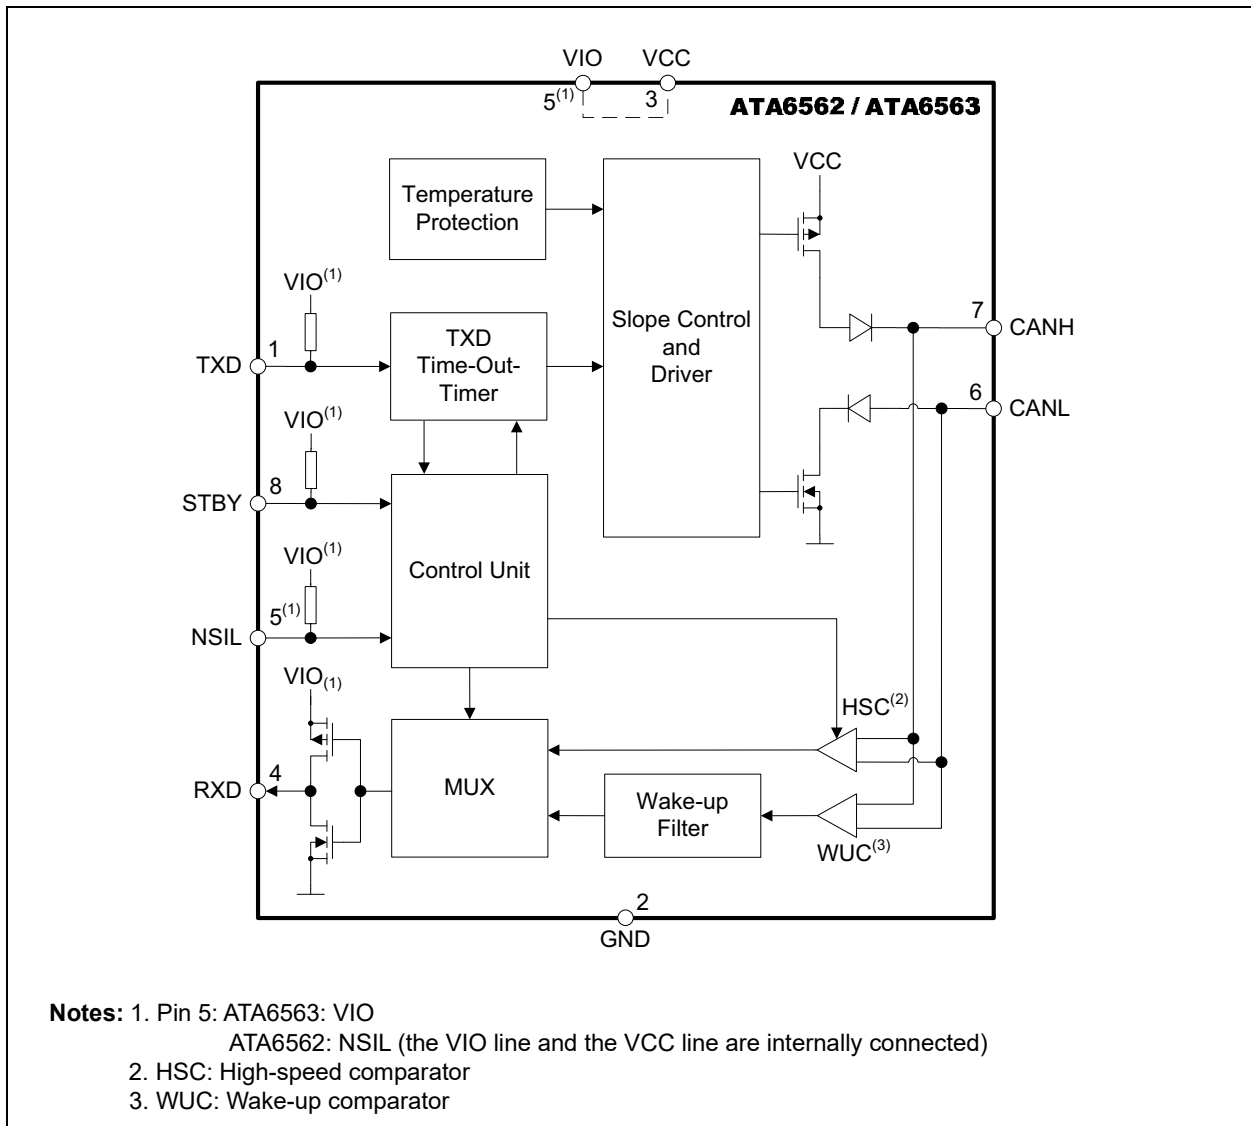 VIO VCC
5(1) 3 ATA6562 / ATA6563
VCC
Temperature
Protection
VIO(1)
7
CANH
TXD
Time-Out-
Timer
Slope Control
and
Driver
1
TXD
6
CANL
VIO(1)
8
STBY
VIO(1)
Control Unit
5(1)
NSIL
VIO(1)
HSC(2)
4
RXD
MUX
Wake-up
Filter
WUC(3)
2
GND
Notes: 1. Pin 5: ATA6563: VIO
ATA6562: NSIL (the VIO line and the VCC line are internally connected)
2. HSC: High-speed comparator
3. WUC: Wake-up comparator